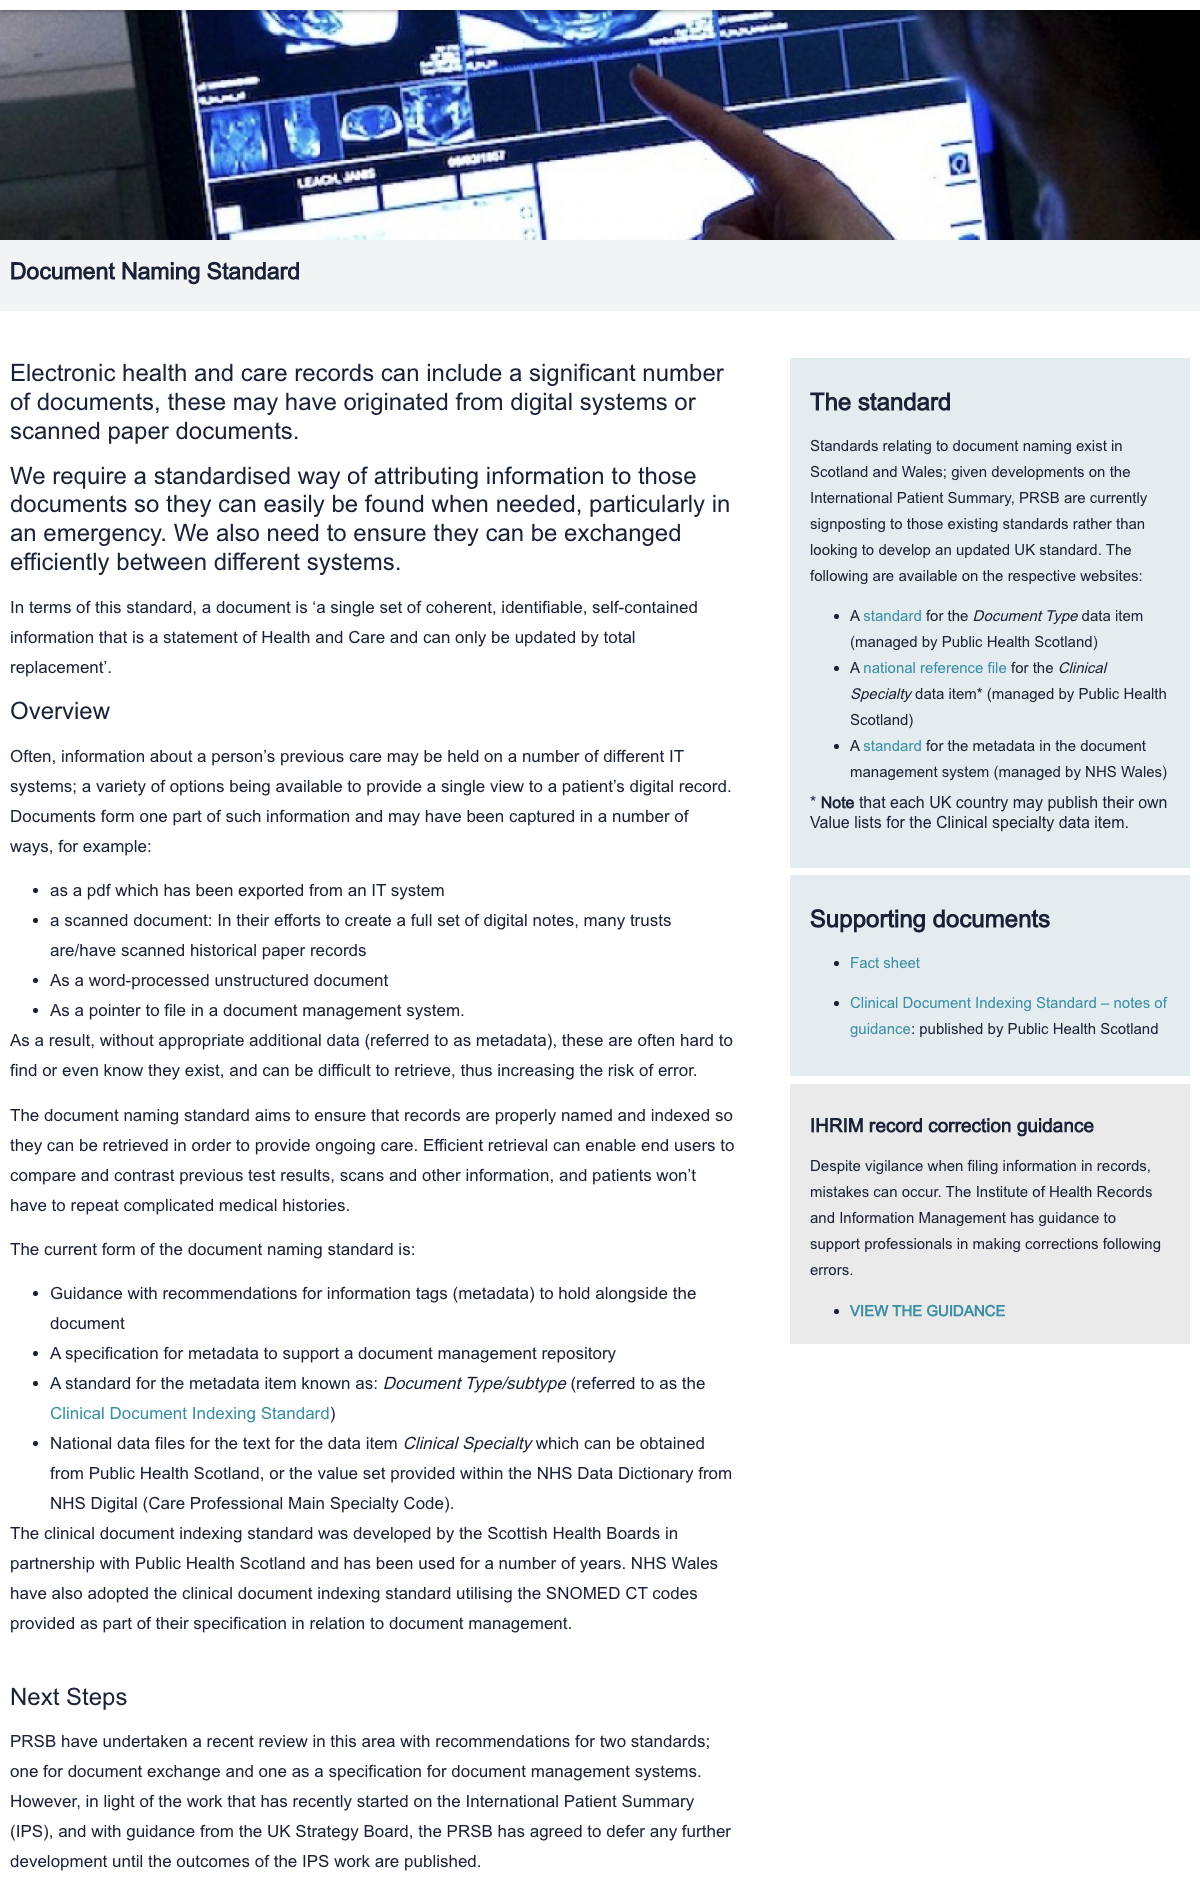 LEACH, JANIS
Document Naming Standard
Electronic health and care records can include a significant number
of documents, these may have originated from digital systems or
scanned paper documents.
We require a standardised way of attributing information to those
documents so they can easily be found when needed, particularly in
an emergency. We also need to ensure they can be exchanged
efficiently between different systems.
In terms of this standard, a document is ‘a single set of coherent, identifiable, self-contained
information that is a statement of Health and Care and can only be updated by total
replacement’.
Overview
Often, information about a person’s previous care may be held on a number of different IT
systems; a variety of options being available to provide a single view to a patient’s digital record.
Documents form one part of such information and may have been captured in a number of
ways, for example:
• as a pdf which has been exported from an IT system
• a scanned document: In their efforts to create a full set of digital notes, many trusts
are/have scanned historical paper records
• As a word-processed unstructured document
• As a pointer to file in a document management system.
As a result, without appropriate additional data (referred to as metadata), these are often hard to
find or even know they exist, and can be difficult to retrieve, thus increasing the risk of error.
The document naming standard aims to ensure that records are properly named and indexed so
they can be retrieved in order to provide ongoing care. Efficient retrieval can enable end users to
compare and contrast previous test results, scans and other information, and patients won’t
have to repeat complicated medical histories.
The current form of the document naming standard is:
• Guidance with recommendations for information tags (metadata) to hold alongside the
document
• A specification for metadata to support a document management repository
• A standard for the metadata item known as: Document Type/subtype (referred to as the
Clinical Document Indexing Standard)
• National data files for the text for the data item Clinical Specialty which can be obtained
from Public Health Scotland, or the value set provided within the NHS Data Dictionary from
NHS Digital (Care Professional Main Specialty Code).
The clinical document indexing standard was developed by the Scottish Health Boards in
partnership with Public Health Scotland and has been used for a number of years. NHS Wales
have also adopted the clinical document indexing standard utilising the SNOMED CT codes
provided as part of their specification in relation to document management.
Next Steps
PRSB have undertaken a recent review in this area with recommendations for two standards;
one for document exchange and one as a specification for document management systems.
However, in light of the work that has recently started on the International Patient Summary
(IPS), and with guidance from the UK Strategy Board, the PRSB has agreed to defer any further
development until the outcomes of the IPS work are published.
The standard
Standards relating to document naming exist in
Scotland and Wales; given developments on the
International Patient Summary, PRSB are currently
signposting to those existing standards rather than
looking to develop an updated UK standard. The
following are available on the respective websites:
• A standard for the Document Type data item
(managed by Public Health Scotland)
• A national reference file for the Clinical
Specialty data item* (managed by Public Health
Scotland)
• A standard for the metadata in the document
management system (managed by NHS Wales)
* Note that each UK country may publish their own
Value lists for the Clinical specialty data item.
Supporting documents
• Fact sheet
• Clinical Document Indexing Standard – notes of
guidance: published by Public Health Scotland
IHRIM record correction guidance
Despite vigilance when filing information in records,
mistakes can occur. The Institute of Health Records
and Information Management has guidance to
support professionals in making corrections following
errors.
• VIEW THE GUIDANCE